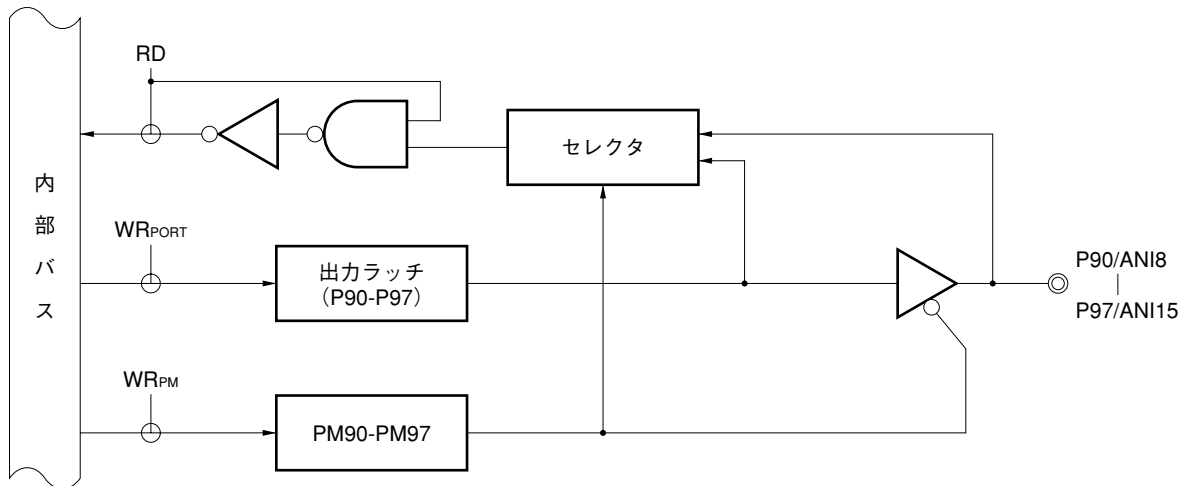 RD
セレクタ
内部バス
WRPORT
出力ラッチ
（P90-P97）
P90/ANI8
P97/ANI15
WRPM
PM90-PM97